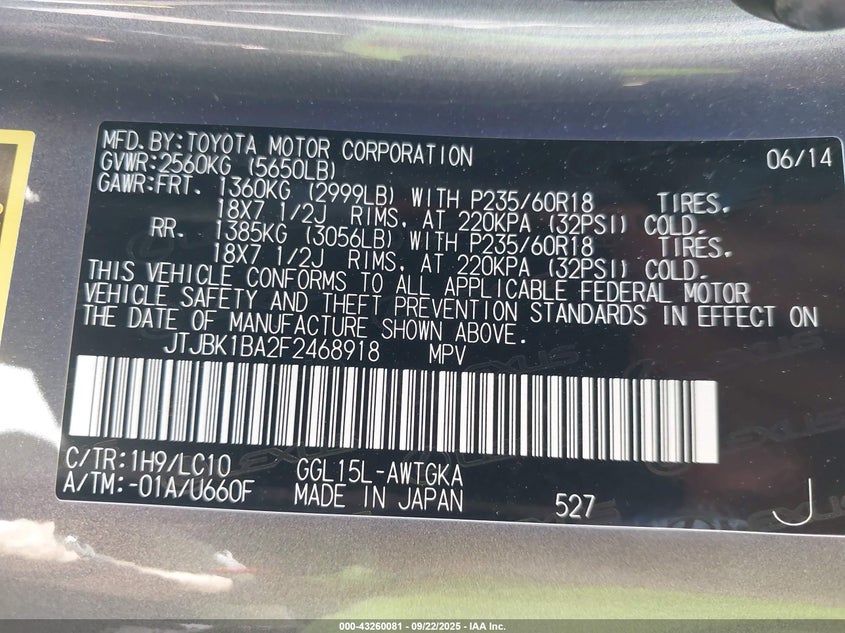 MFD. BY: TOYOTA MOTOR CORPORATION 06/14
GVWR: 2560KG (5650LB)
GAWR: FRT. 1360KG (2999LB) WITH P235/60R18 TIRES.
18X7 1/2J RIMS, AT 220KPA (32PSI) COLD.
RR. 1385KG (3056LB) WITH P235/60R18 TIRES.
18X7 1/2J RIMS, AT 220KPA (32PSI) COLD.
THIS VEHICLE CONFORMS TO ALL APPLICABLE FEDERAL MOTOR
VEHICLE SAFETY AND THEFT PREVENTION STANDARDS IN EFFECT ON
THE DATE OF MANUFACTURE SHOWN ABOVE.
JTJBK1BA2F2468918 MPV
C/TR: 1H9/LC10 GGL15L-AWTGKA
A/TM: -01A/U660F MADE IN JAPAN 527 J
LEXUS
000-43260081 - 09/22/2025 - IAA Inc.